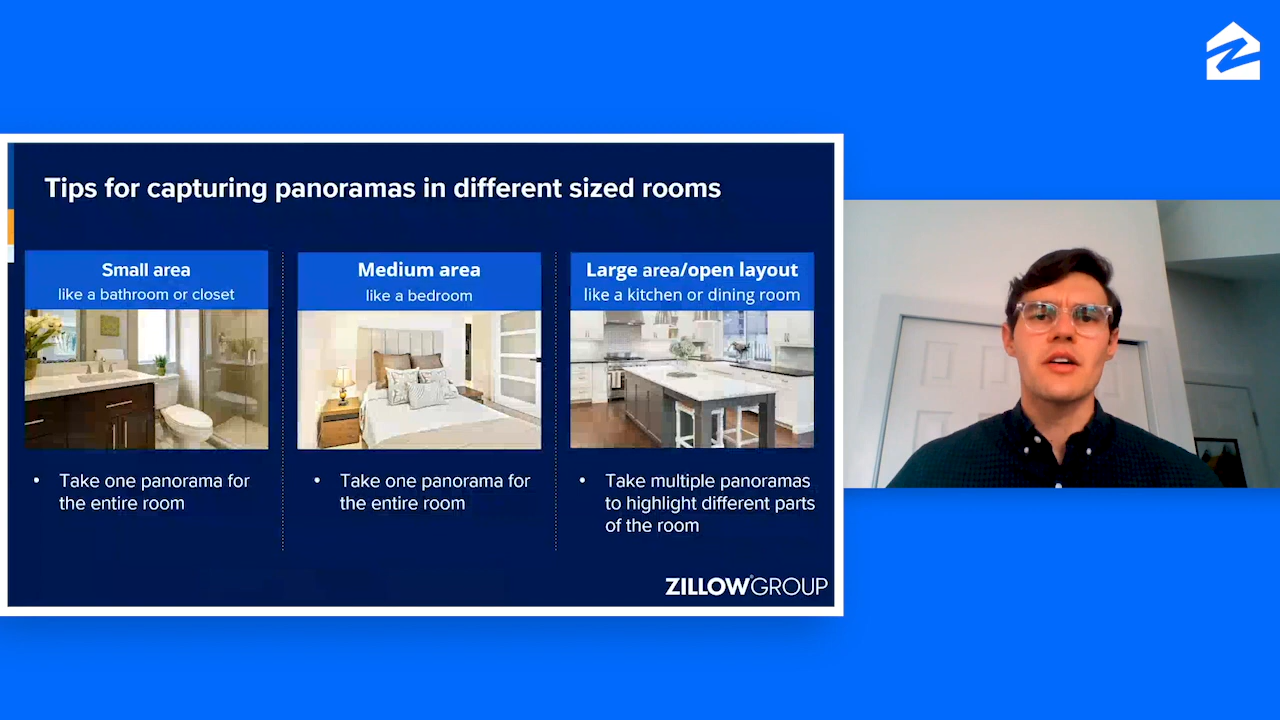 Tips for capturing panoramas in different sized rooms
Small area
like a bathroom or closet
• Take one panorama for
the entire room
Medium area
like a bedroom
• Take one panorama for
the entire room
Large area/open layout
like a kitchen or dining room
• Take multiple panoramas
to highlight different parts
of the room
ZILLOW GROUP